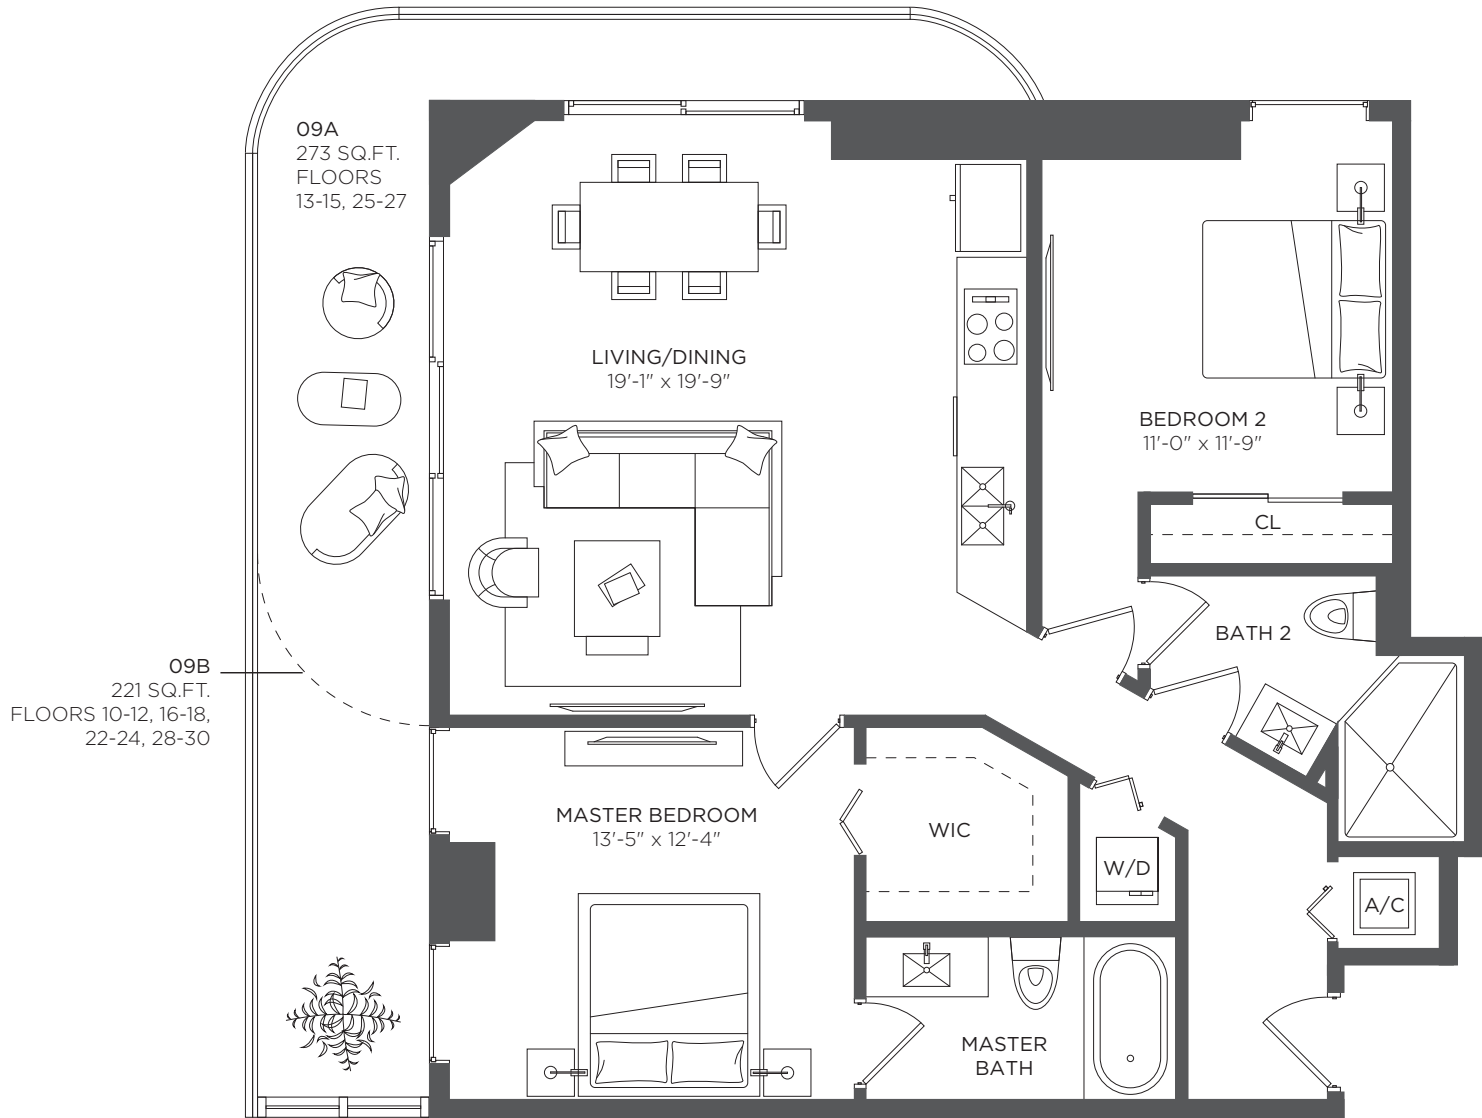 09A
273 SQ.FT.
FLOORS
13-15, 25-27
LIVING/DINING
19'-1" x 19'-9"
BEDROOM 2
11'-0" x 11'-9"
CL
BATH 2
09B
221 SQ.FT.
FLOORS 10-12, 16-18,
22-24, 28-30
MASTER BEDROOM
13'-5" x 12'-4"
WIC
W/D
A/C
MASTER
BATH